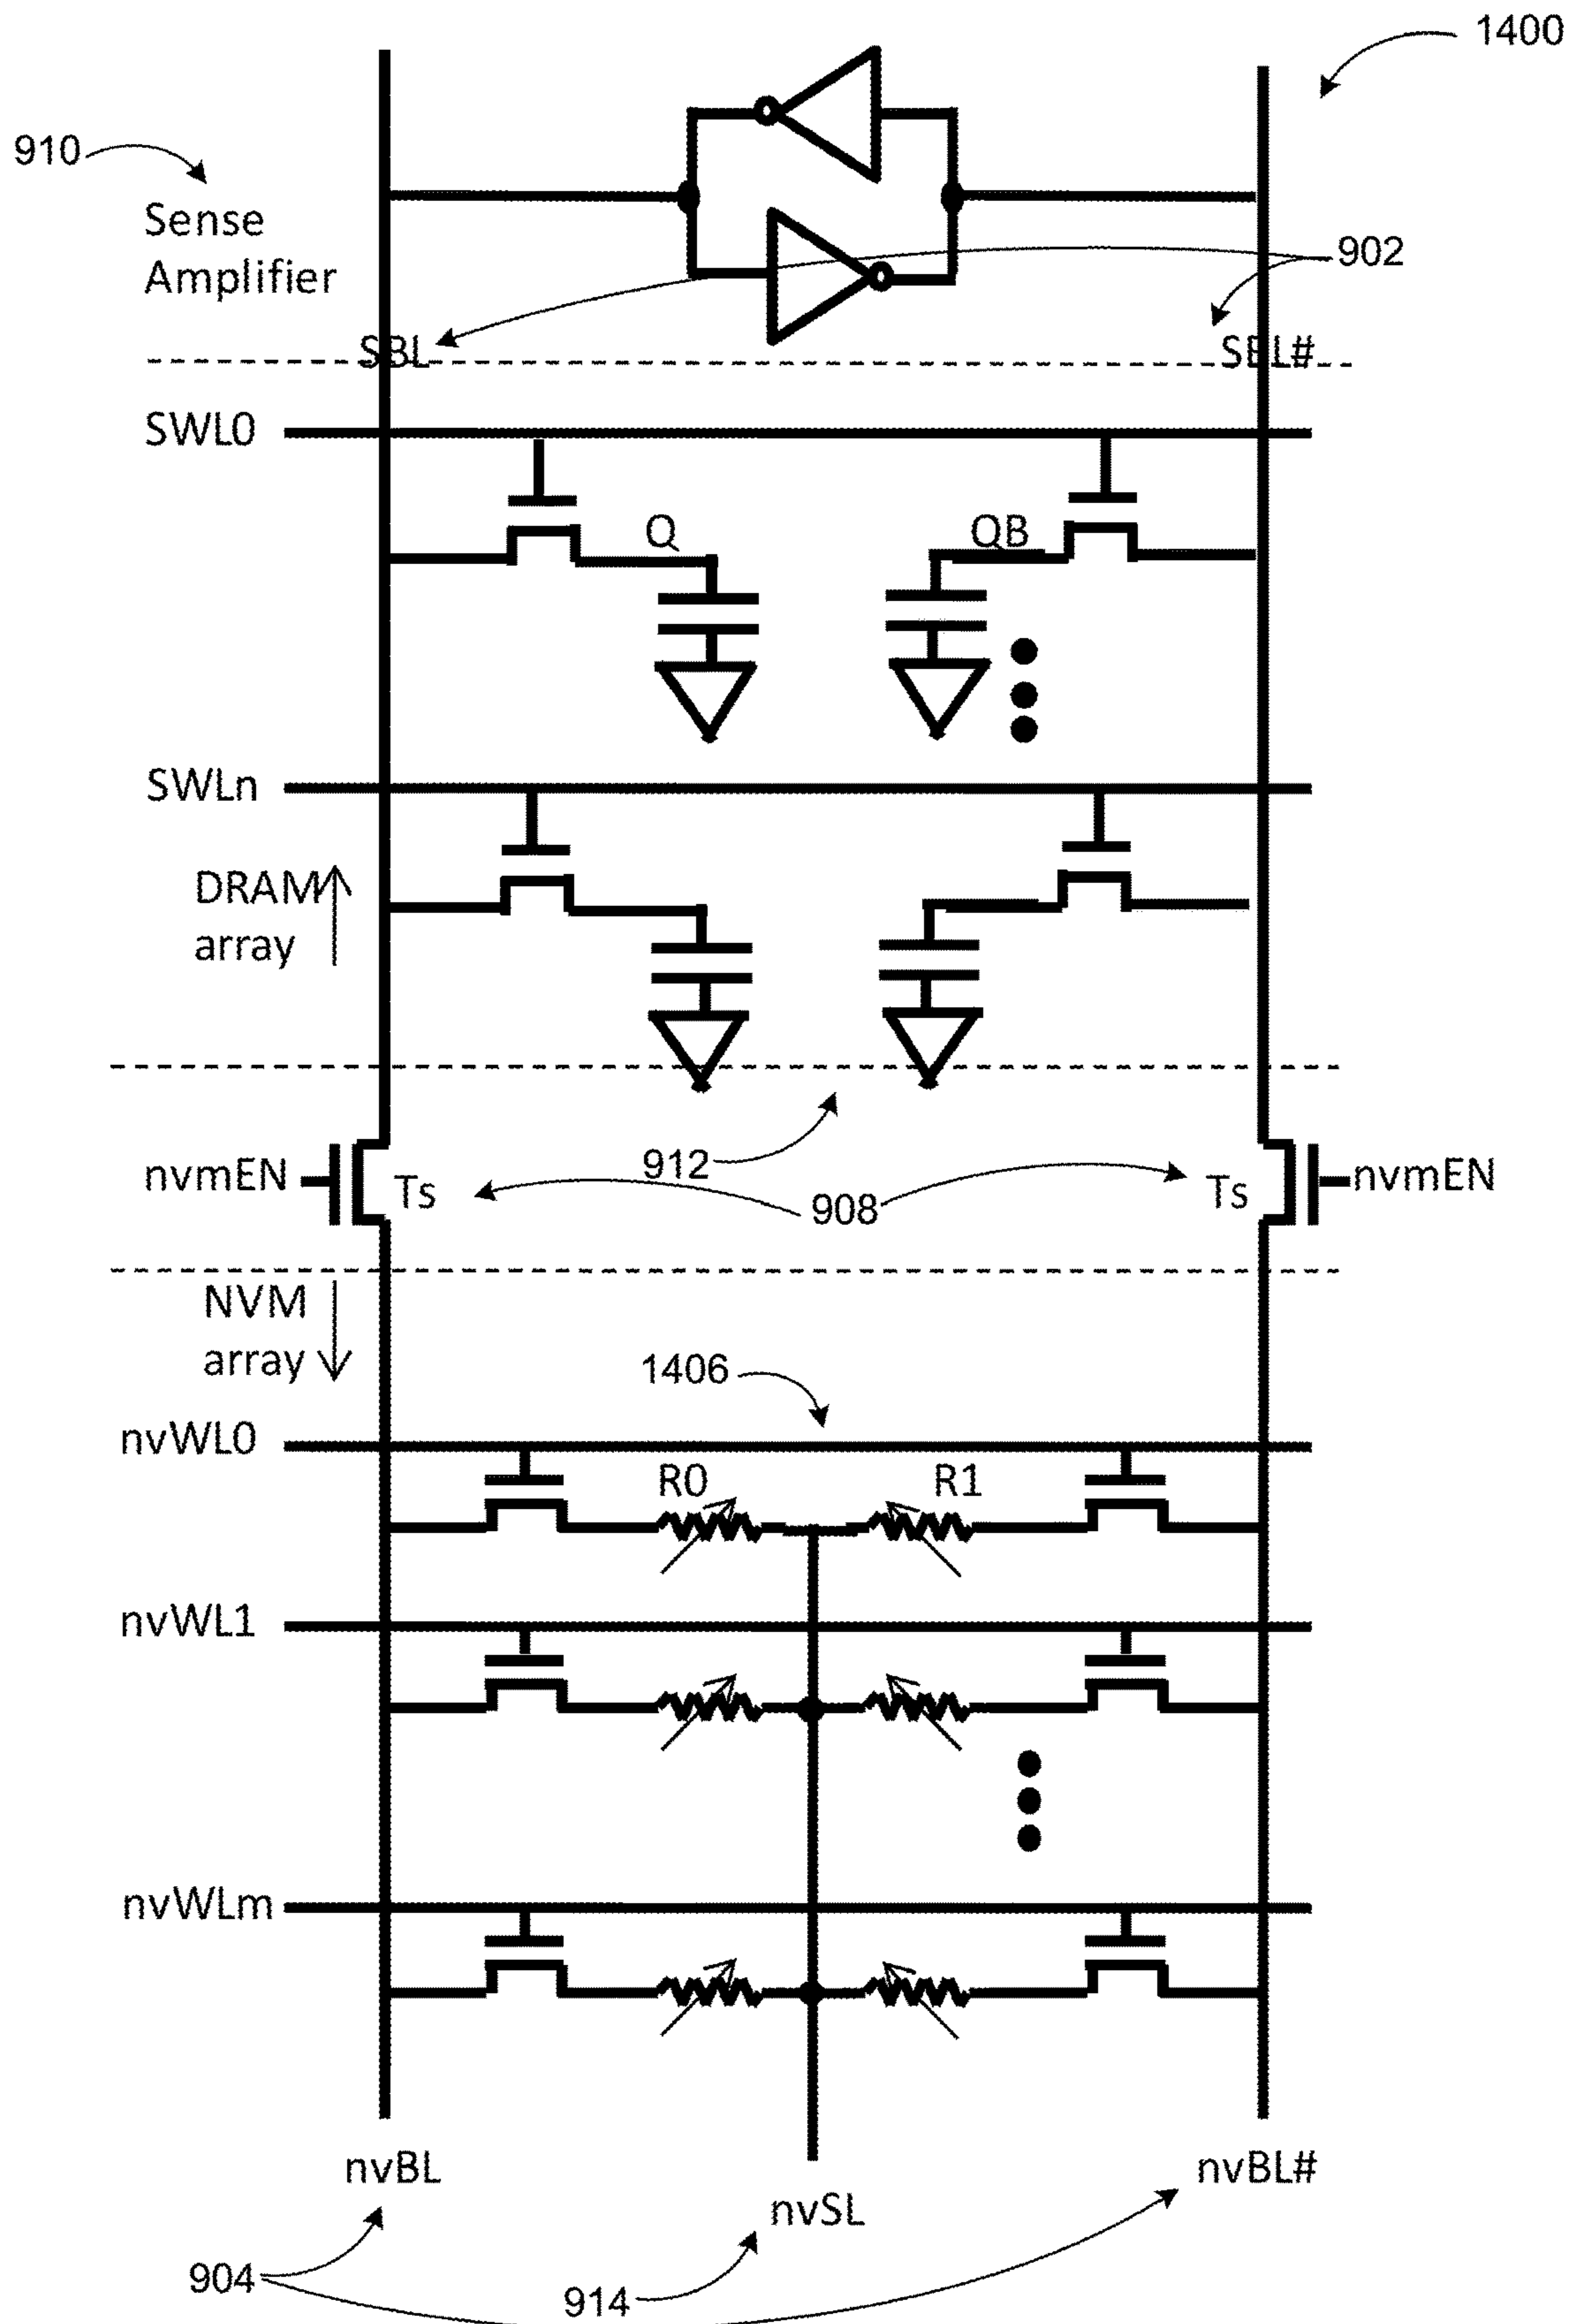 1400
910
Sense
Amplifier
902
SBL
SBL#
SWL0
Q
QB
SWLn
DRAM
array
912
nvmEN
Ts
908
Ts
nvmEN
NVM
array
1406
nvWL0
R0
R1
nvWL1
nvWLm
nvBL
nvBL#
nvSL
904
914